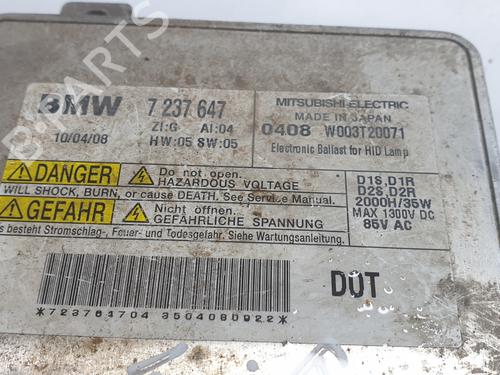 BMW 7 237 647
10/04/08 ZI:G AI:04
HW:05 SW:05
MITSUBISHI ELECTRIC
MADE IN JAPAN
0408 W003T20071
Electronic Ballast for HID Lamp
DANGER Do not open.
HAZARDOUS VOLTAGE
WILL SHOCK, BURN, or cause DEATH. See Service Manual.
GEFAHR Nicht öffnen.
GEFÄHRLICHE SPANNUNG
s besteht Stromschlag-, Feuer- und Todesgefahr. Siehe Wartungsanleitung.
D1S,D1R
D2S,D2R
2000H/35W
MAX 1300V DC
85V AC
DOT
*723761704 3504080922*
PARTS